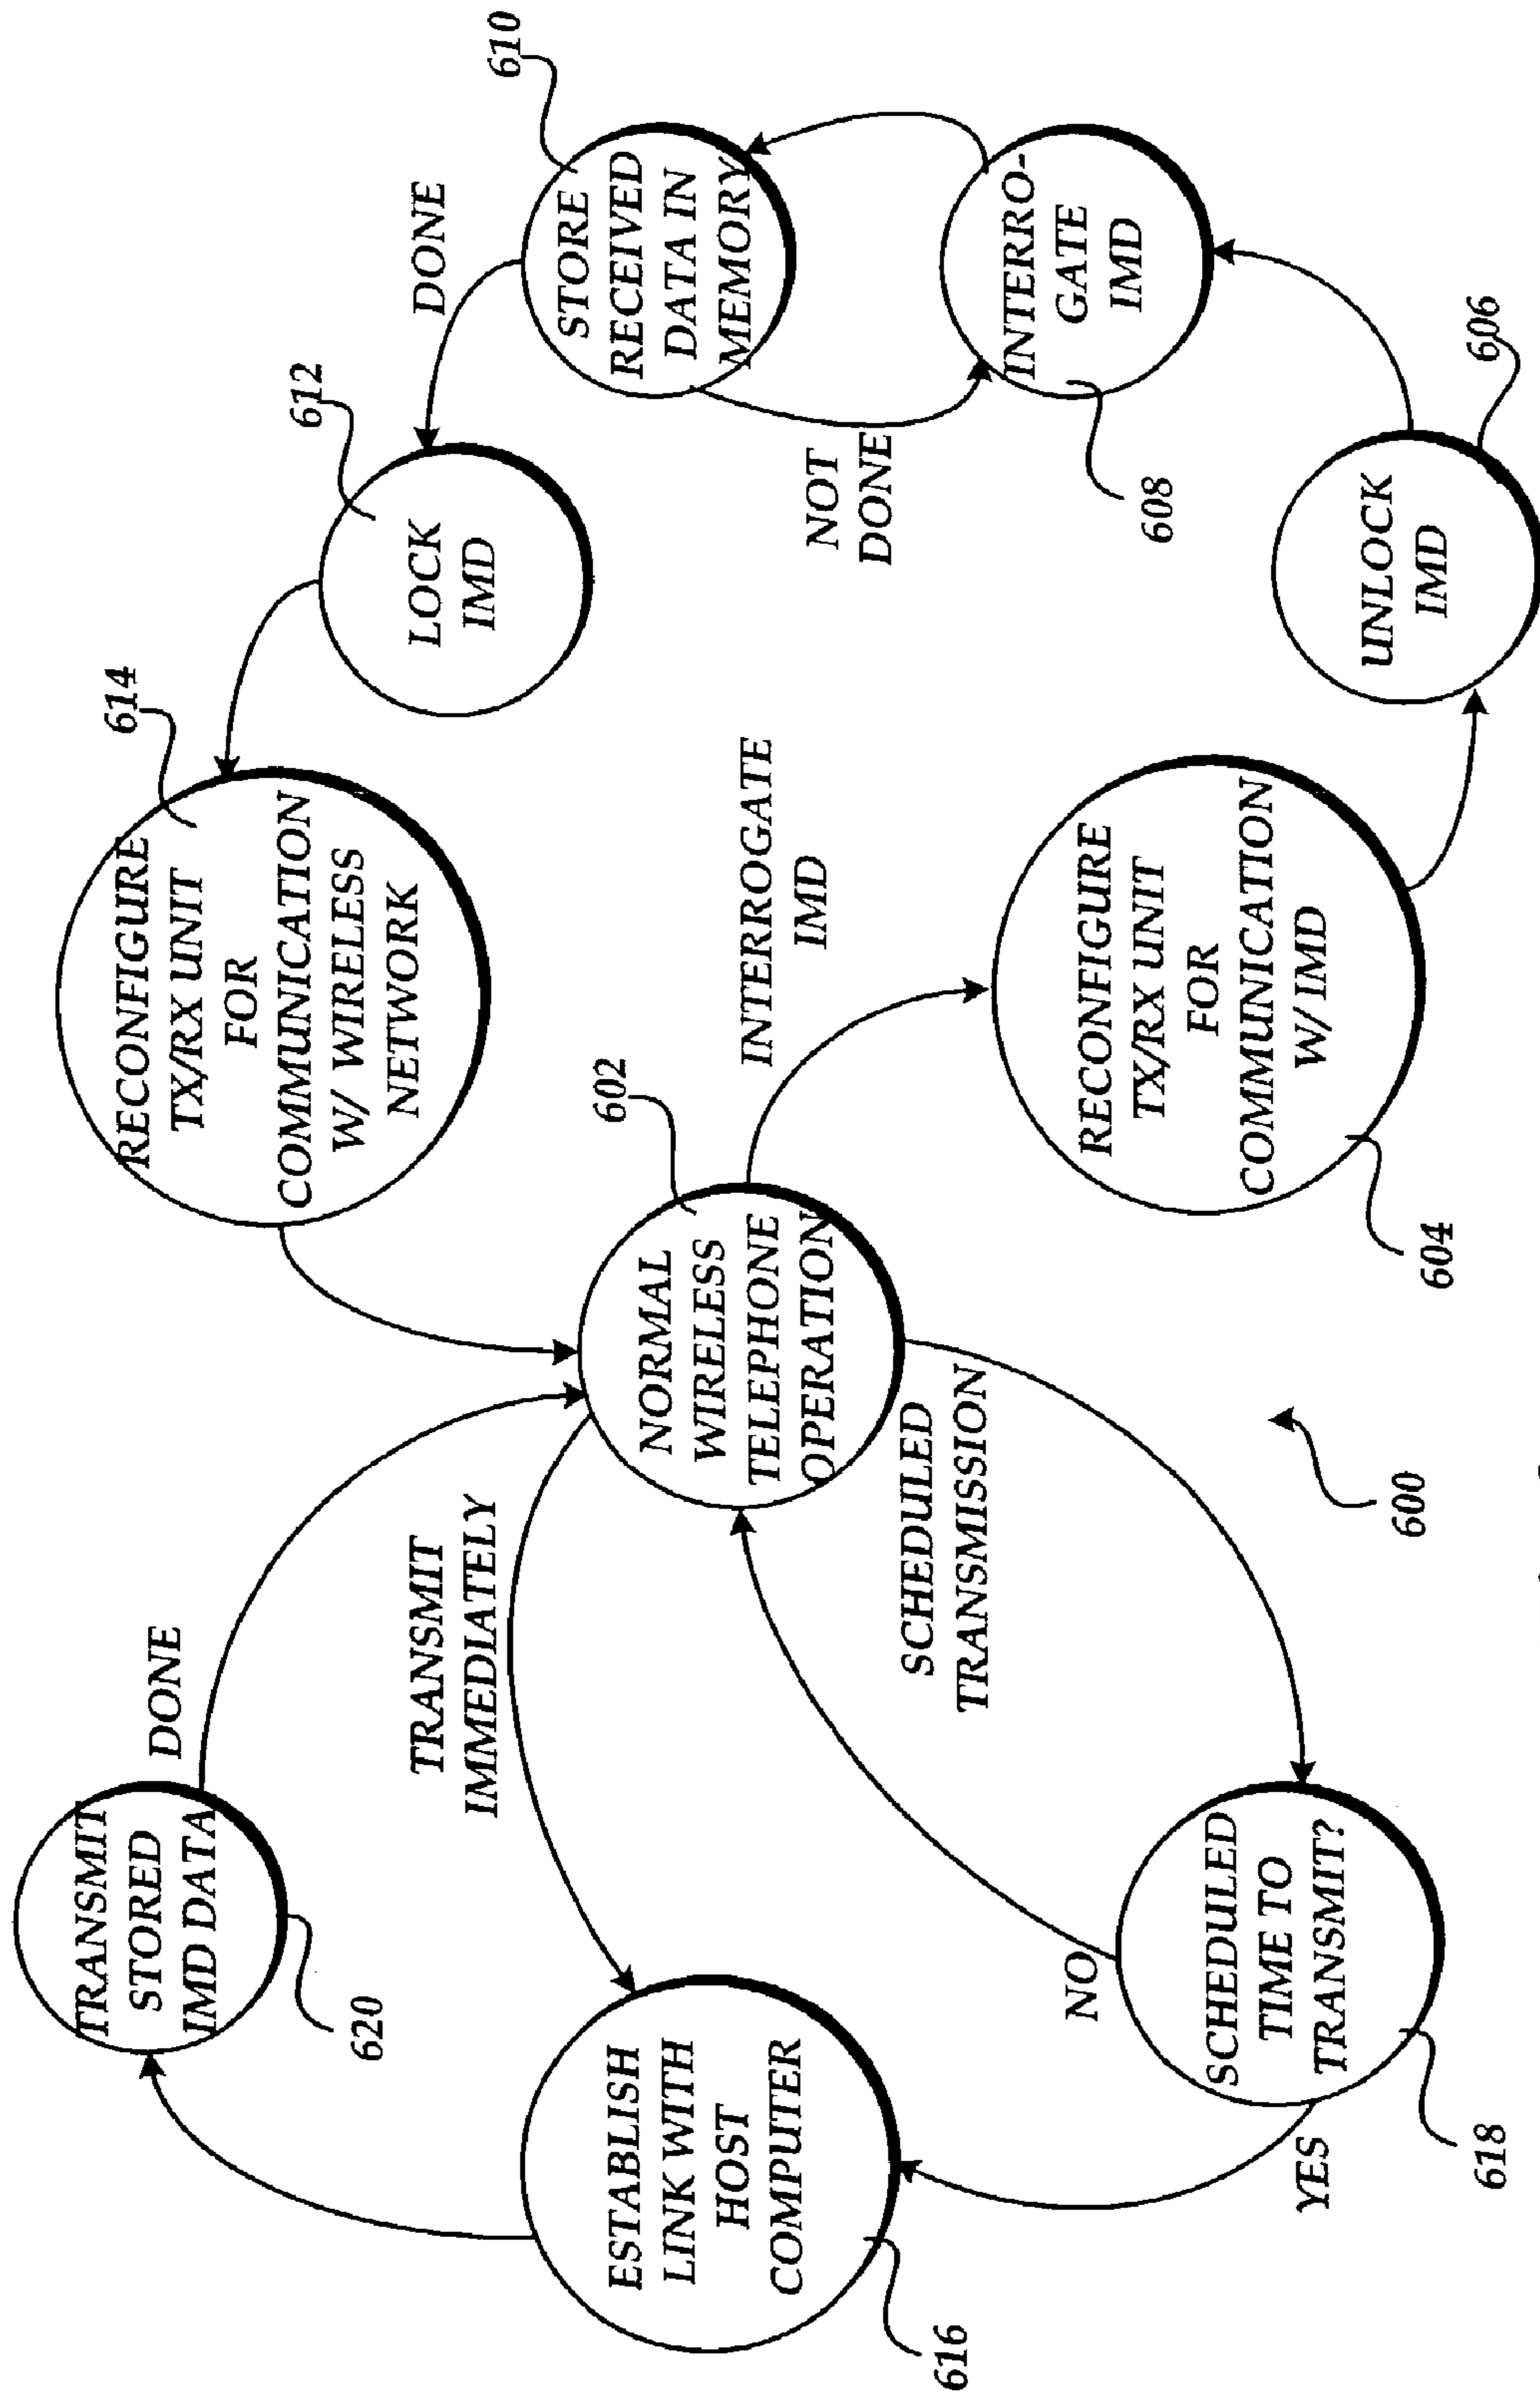 TRANSMIT
STORED
IMD DATA
620
DONE
TRANSMIT
IMMEDIATELY
ESTABLISH
LINK WITH
HOST
COMPUTER
616
SCHEDULED
TIME TO
TRANSMIT?
618
YES
NO
SCHEDULED
TRANSMISSION
600
NORMAL
WIRELESS
TELEPHONE
OPERATION
602
INTERROGATE
IMD
RECONFIGURE
TX/RX UNIT
FOR
COMMUNICATION
W/ IMD
604
UNLOCK
IMD
606
INTERRO-
GATE
IMD
608
NOT
DONE
STORE
RECEIVED
DATA IN
MEMORY
610
DONE
LOCK
IMD
612
RECONFIGURE
TX/RX UNIT
FOR
COMMUNICATION
W/ WIRELESS
NETWORK
614